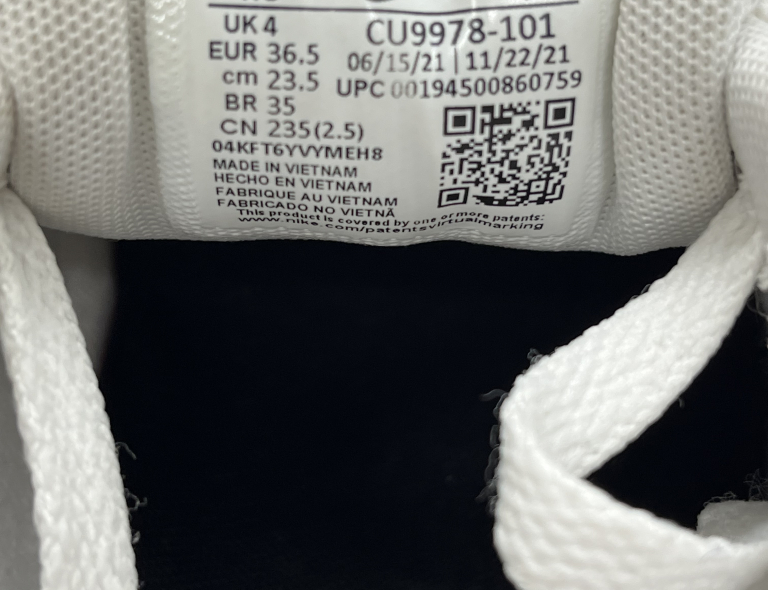 UK 4
CU9978-101
EUR 36.5
06/15/21 | 11/22/21
cm 23.5
UPC 00194500860759
BR 35
CN 235(2.5)
04KFT6YVYMEH8
MADE IN VIETNAM
HECHO EN VIETNAM
FABRIQUE AU VIETNAM
FABRICADO NO VIETNÃ
This product is covered by one or more patents:
www.nike.com/patentsvirtualmarking